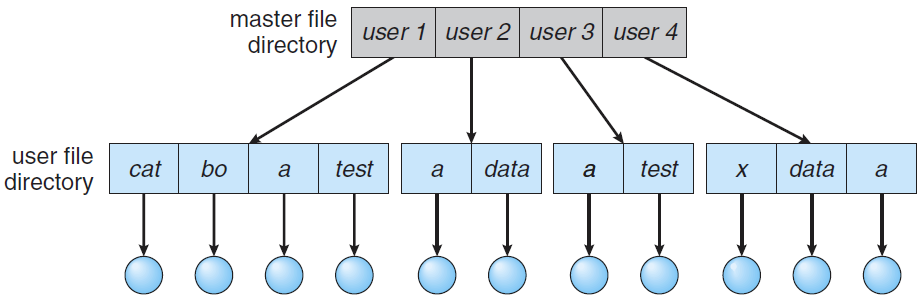 master file
directory
user 1 user 2 user 3 user 4
user file
directory
cat bo a test a data a test x data a